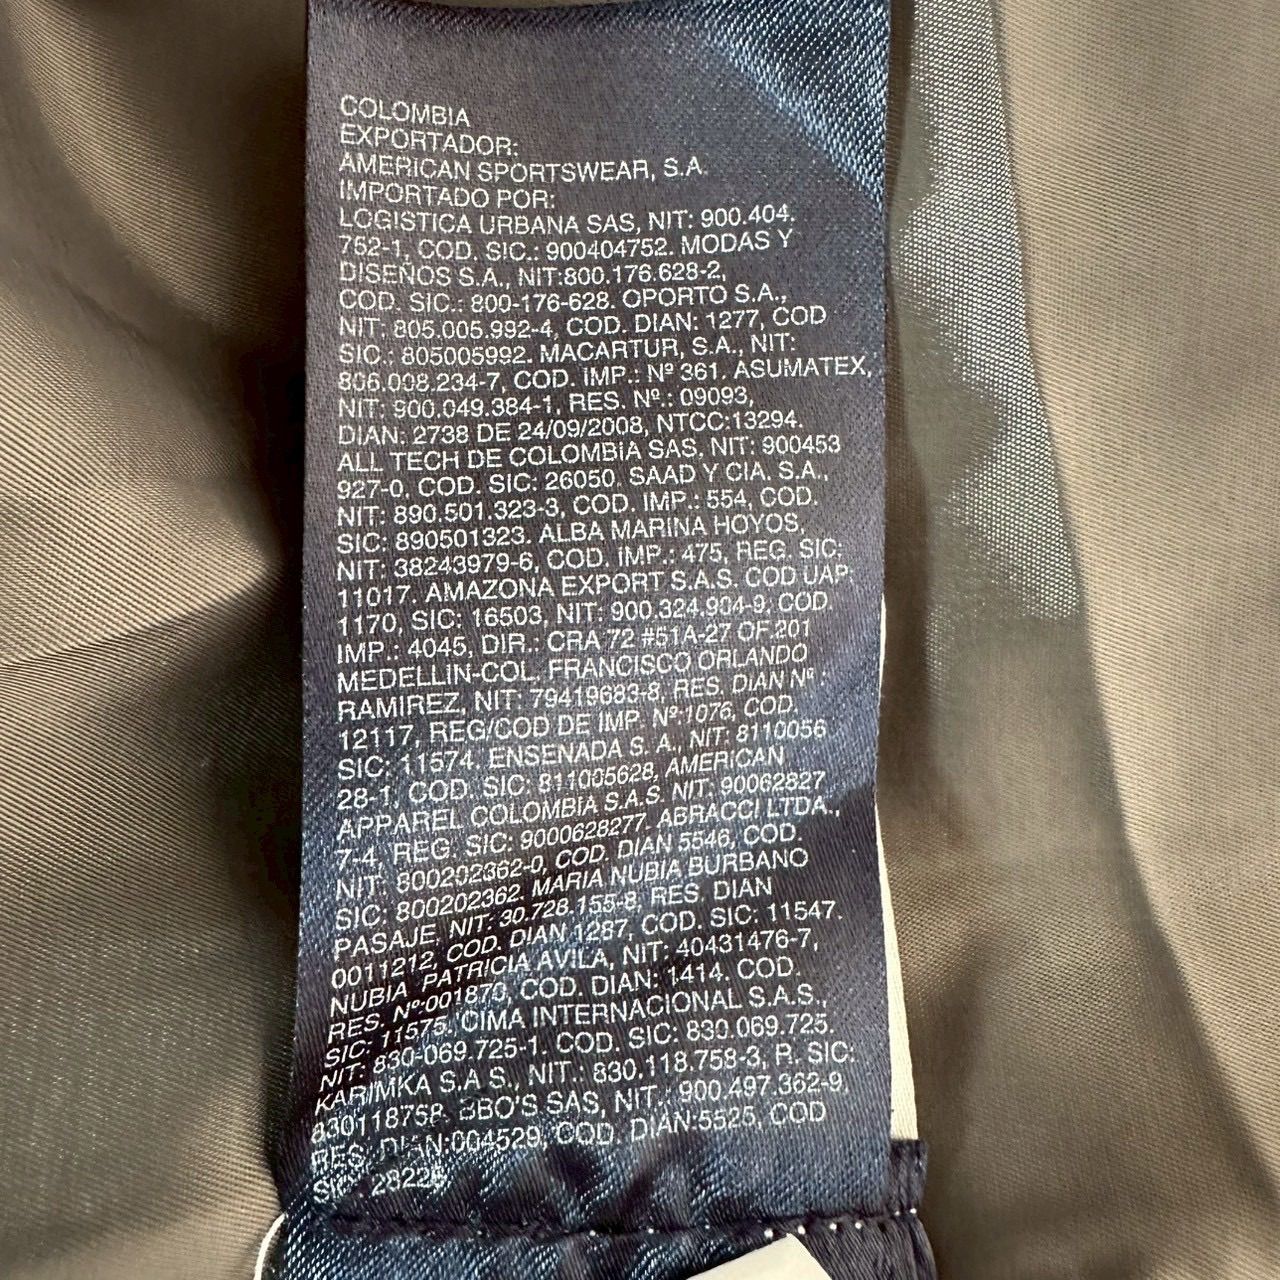 COLOMBIA
EXPORTADOR:
AMERICAN SPORTSWEAR, S.A.
IMPORTADO POR:
LOGISTICA URBANA SAS, NIT: 900.404.
752-1, COD. SIC.: 900404752. MODAS Y
DISEÑOS S.A., NIT:800.176.628-2,
COD. SIC.: 800-176-628. OPORTO S.A.,
NIT: 805.005.992-4, COD. DIAN: 1277, COD
SIC.: 805005992. MACARTUR, S.A., NIT:
806.008.234-7, COD. IMP.: Nº 361. ASUMATEX,
NIT: 900.049.384-1, RES. Nº.: 09093,
DIAN: 2738 DE 24/09/2008, NTCC:13294.
ALL TECH DE COLOMBIA SAS, NIT: 900453
927-0, COD. SIC: 26050. SAAD Y CIA. S.A.,
NIT: 890.501.323-3, COD. IMP.: 554, COD.
SIC: 890501323. ALBA MARINA HOYOS,
NIT: 38243979-6, COD. IMP.: 475, REG. SIC:
11017. AMAZONA EXPORT S.A.S. COD UAP:
1170, SIC: 16503, NIT: 900.324.904-9, COD.
IMP.: 4045, DIR.: CRA 72 #51A-27 OF.201
MEDELLIN-COL. FRANCISCO ORLANDO
RAMIREZ, NIT: 79419683-8, RES. DIAN Nº :
12117, REG/COD DE IMP. Nº:1076, COD.
SIC: 11574. ENSENADA S. A., NIT: 8110056
28-1, COD. SIC: 811005628, AMERICAN
APPAREL COLOMBIA S.A.S. NIT: 90062827
7-4, REG. SIC: 9000628277. ABRACCI LTDA.,
NIT: 800202362-0, COD. DIAN 5546, COD.
SIC: 800202362. MARIA NUBIA BURBANO
PASAJE, NIT: 30.728.155-8, RES. DIAN
0011212, COD. DIAN 1287, COD. SIC: 11547.
NUBIA PATRICIA AVILA, NIT: 40431476-7,
RES. Nº:001870, COD. DIAN: 1414. COD.
SIC: 11575. CIMA INTERNACIONAL S.A.S.,
NIT: 830-069.725-1. COD. SIC: 830.069.725.
KARIMKA S.A S., NIT.: 830.118.758-3, R. SIC:
830118758. BBO'S SAS, NIT.: 900.497.362-9,
RES. DIAN:004529, COD. DIAN:5525, COD
SIC: 28225